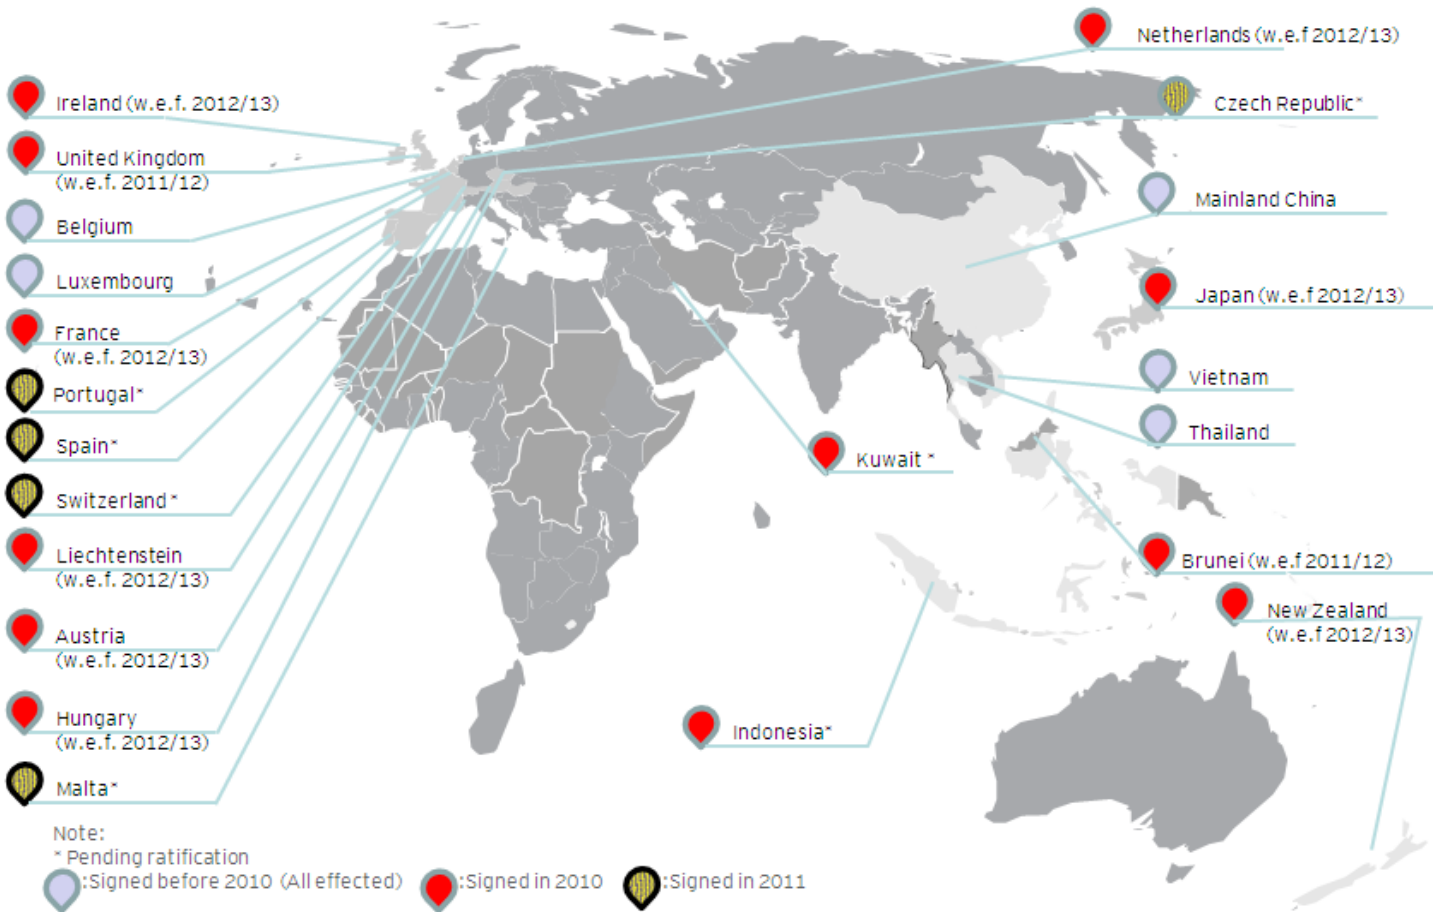 Netherlands (w.e.f 2012/13)
Czech Republic*
Mainland China
Japan (w.e.f 2012/13)
Vietnam
Thailand
Brunei (w.e.f 2011/12)
New Zealand
(w.e.f 2012/13)
Kuwait *
Indonesia*
Ireland (w.e.f. 2012/13)
United Kingdom
(w.e.f. 2011/12)
Belgium
Luxembourg
France
(w.e.f. 2012/13)
Portugal*
Spain*
Switzerland *
Liechtenstein
(w.e.f. 2012/13)
Austria
(w.e.f. 2012/13)
Hungary
(w.e.f. 2012/13)
Malta*
Note:
* Pending ratification
:Signed before 2010 (All effected)
:Signed in 2010
:Signed in 2011